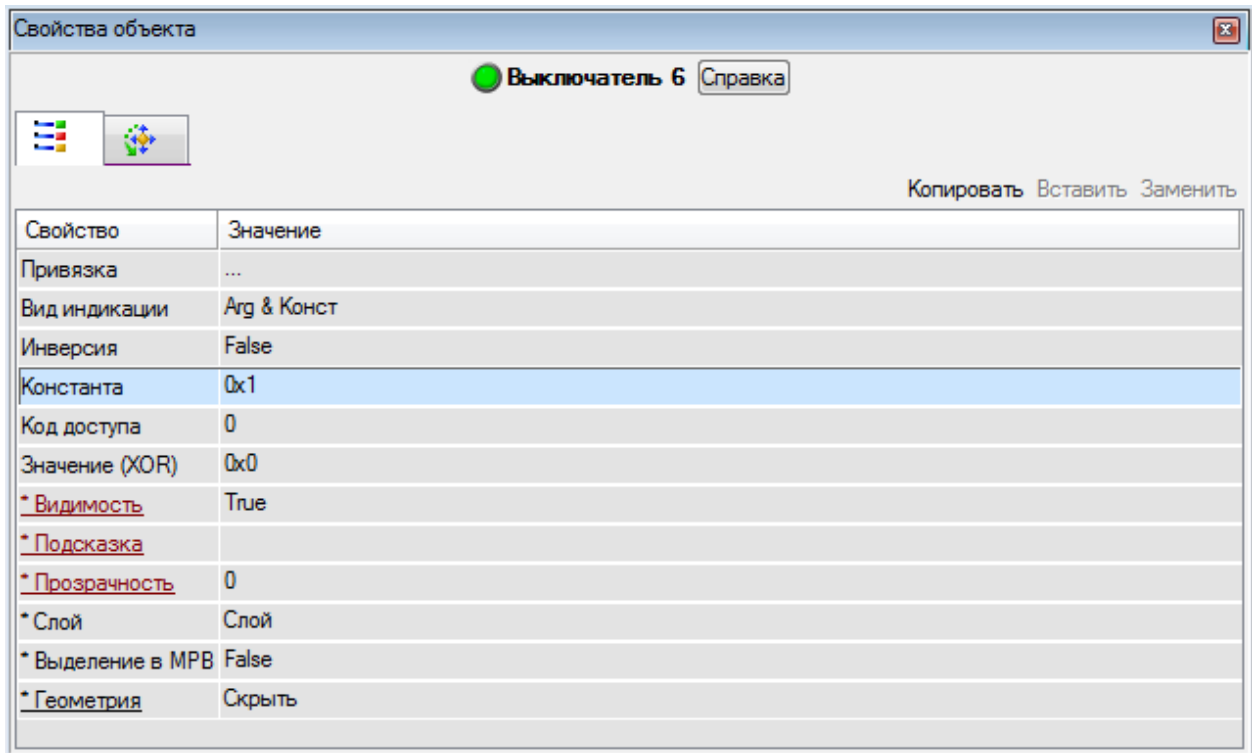 Свойства объекта
Выключатель 6 Справка
Копировать Вставить Заменить
Свойство Значение
Привязка ...
Вид индикации Arg & Конст
Инверсия False
Константа 0x1
Код доступа 0
Значение (XOR) 0x0
* Видимость True
* Подсказка
* Прозрачность 0
* Слой Слой
* Выделение в МРВ False
* Геометрия Скрыть